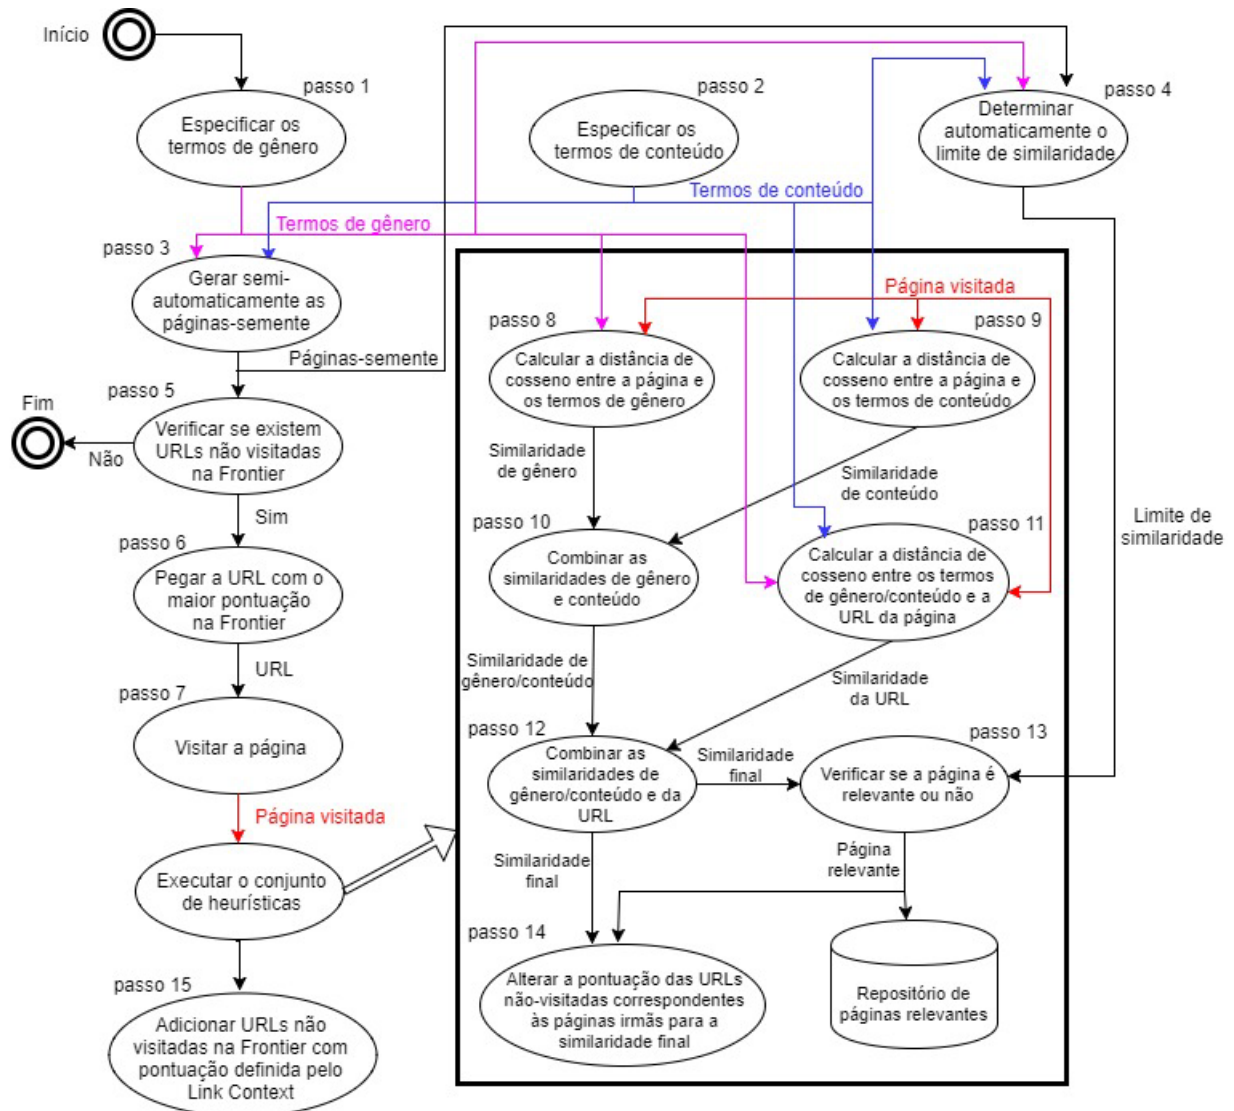 Início
passo 1
Especificar os
termos de gênero
passo 2
Especificar os
termos de conteúdo
passo 4
Determinar
automaticamente o
limite de similaridade
Termos de conteúdo
Termos de gênero
passo 3
Gerar semi-
automaticamente as
páginas-semente
Páginas-semente
passo 5
Verificar se existem
URLs não visitadas
na Frontier
Fim
Não
Sim
passo 6
Pegar a URL com o
maior pontuação
na Frontier
URL
passo 7
Visitar a página
Página visitada
Executar o conjunto
de heurísticas
passo 15
Adicionar URLs não
visitadas na Frontier com
pontuação definida pelo
Link Context
Página visitada
passo 8
Calcular a distância de
cosseno entre a página e
os termos de gênero
passo 9
Calcular a distância de
cosseno entre a página e
os termos de conteúdo
Similaridade
de gênero
Similaridade
de conteúdo
passo 10
Combinar as
similaridades de gênero
e conteúdo
passo 11
Calcular a distância de
cosseno entre os termos
de gênero/conteúdo e a
URL da página
Limite de
similaridade
Similaridade de
gênero/conteúdo
Similaridade
da URL
passo 12
Combinar as
similaridades de
gênero/conteúdo e da
URL
Similaridade
final
passo 13
Verificar se a página é
relevante ou não
Similaridade
final
Página
relevante
passo 14
Alterar a pontuação das URLs
não-visitadas correspondentes
às páginas irmãs para a
similaridade final
Repositório de
páginas relevantes